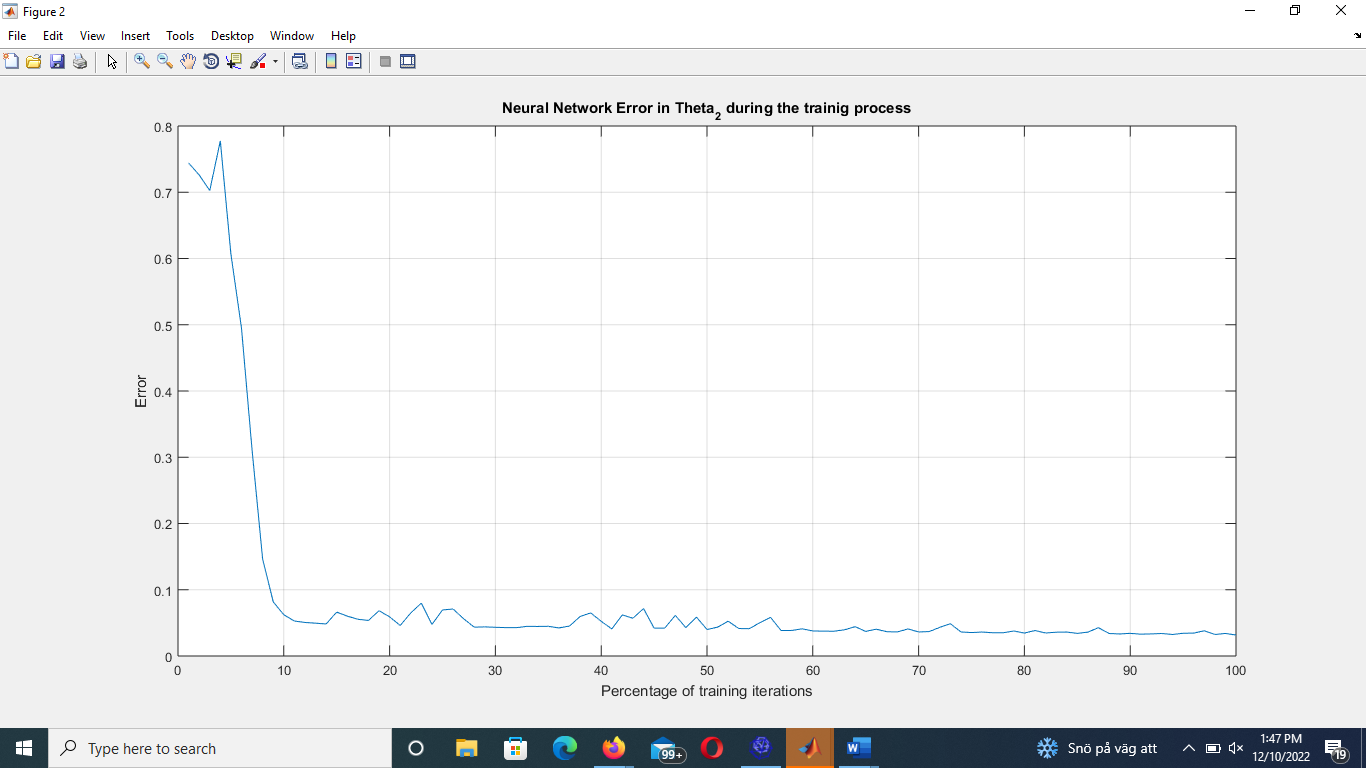 Figure 2
File Edit View Insert Tools Desktop Window Help
Neural Network Error in Theta2 during the trainig process
0.8
0.7
0.6
0.5
0.4
0.3
0.2
0.1
0
Error
0 10 20 30 40 50 60 70 80 90 100
Percentage of training iterations
Type here to search
99+
W
Snö på väg att
1:47 PM
12/10/2022
19